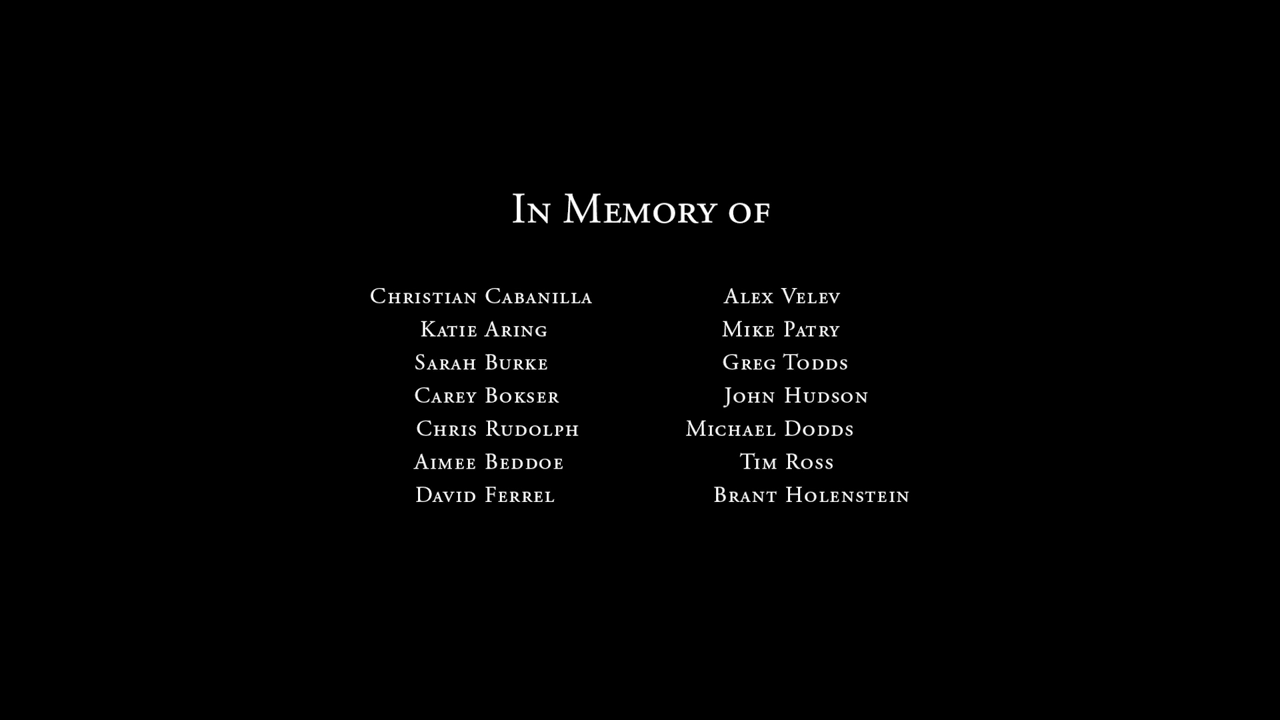 In Memory of
Christian Cabanilla
Katie Aring
Sarah Burke
Carey Bokser
Chris Rudolph
Aimee Beddoe
David Ferrel
Alex Velev
Mike Patry
Greg Todds
John Hudson
Michael Dodds
Tim Ross
Brant Holenstein